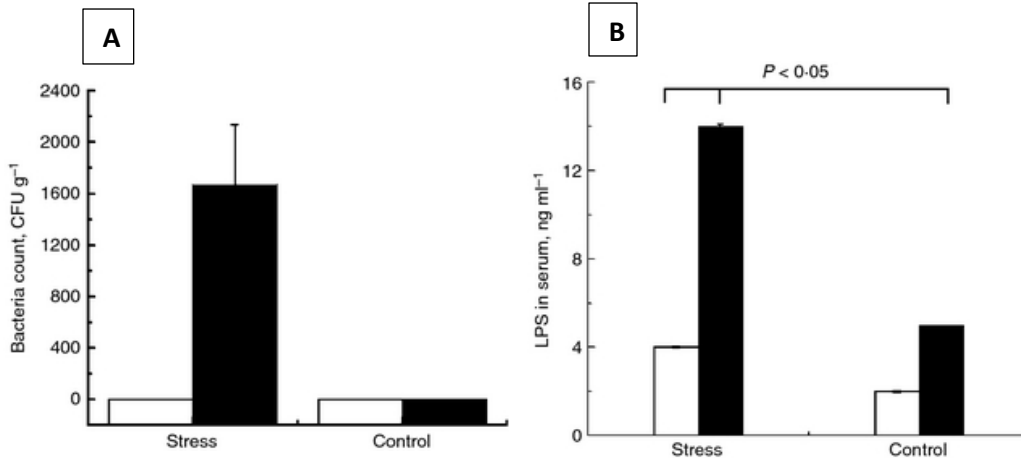 A
2400
2000
1600
1200
800
400
0
Bacteria count, CFU g⁻¹
Stress
Control
B
P < 0·05
16
12
8
4
0
LPS in serum, ng ml⁻¹
Stress
Control